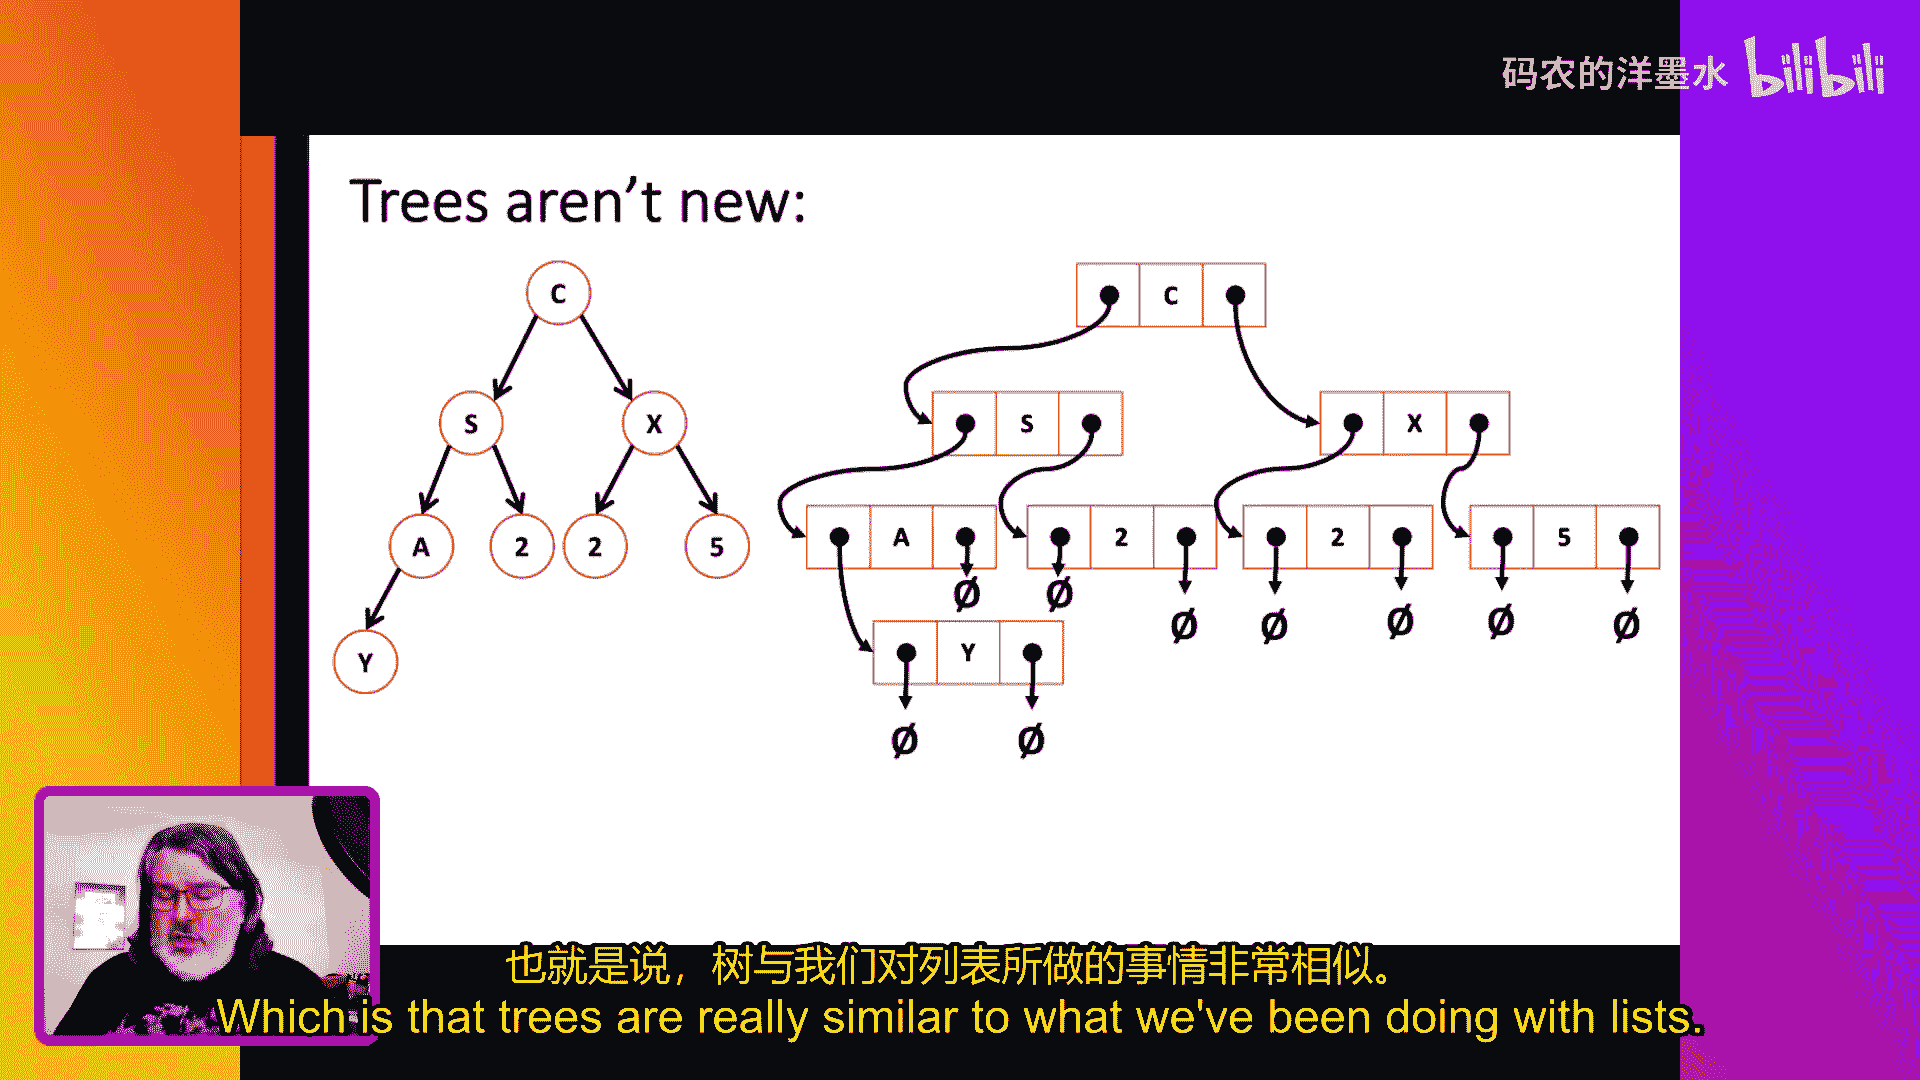 码农的洋墨水 bilibili
Trees aren't new:
C
C
S X
S X
A 2 2 5
A 2 2 5
Ø Ø
Ø Ø Ø Ø Ø
Y
Y
Ø Ø
也就是说，树与我们对列表所做的事情非常相似。
Which is that trees are really similar to what we've been doing with lists.